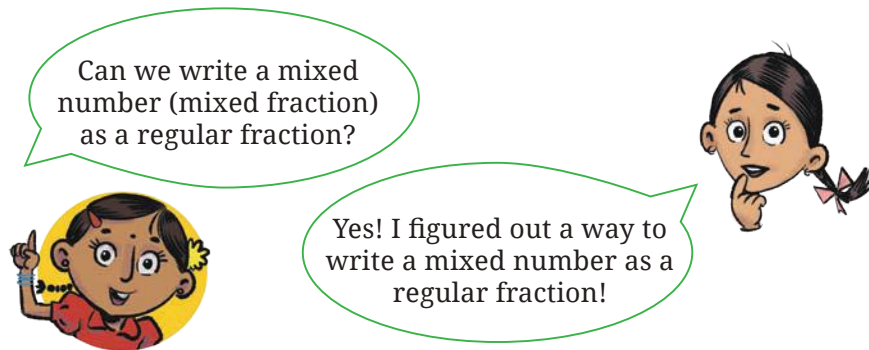 Can we write a mixed
number (mixed fraction)
as a regular fraction?
Yes! I figured out a way to
write a mixed number as a
regular fraction!